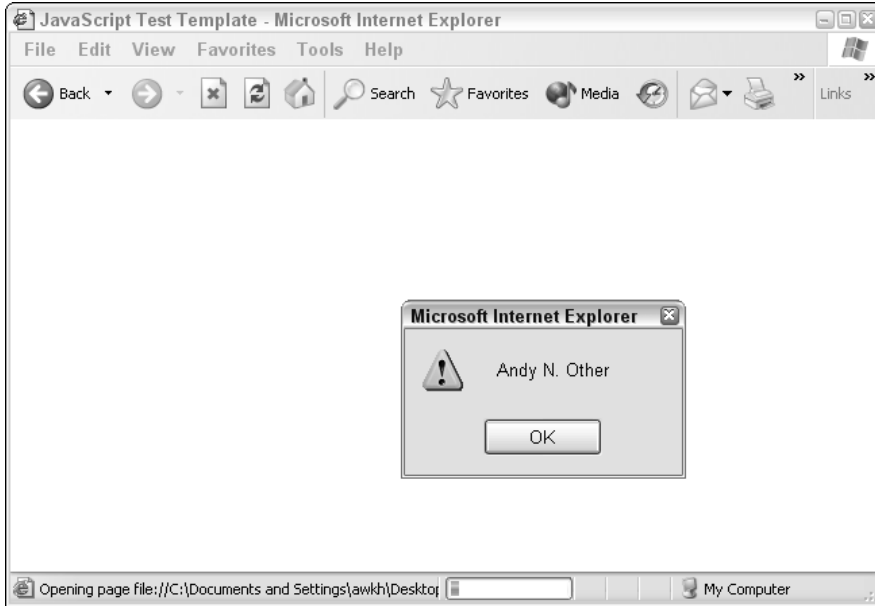 JavaScript Test Template - Microsoft Internet Explorer
File Edit View Favorites Tools Help
Back Search Favorites Media » Links »
Microsoft Internet Explorer
Andy N. Other
OK
Opening page file://C:\Documents and Settings\awkh\Desktop My Computer